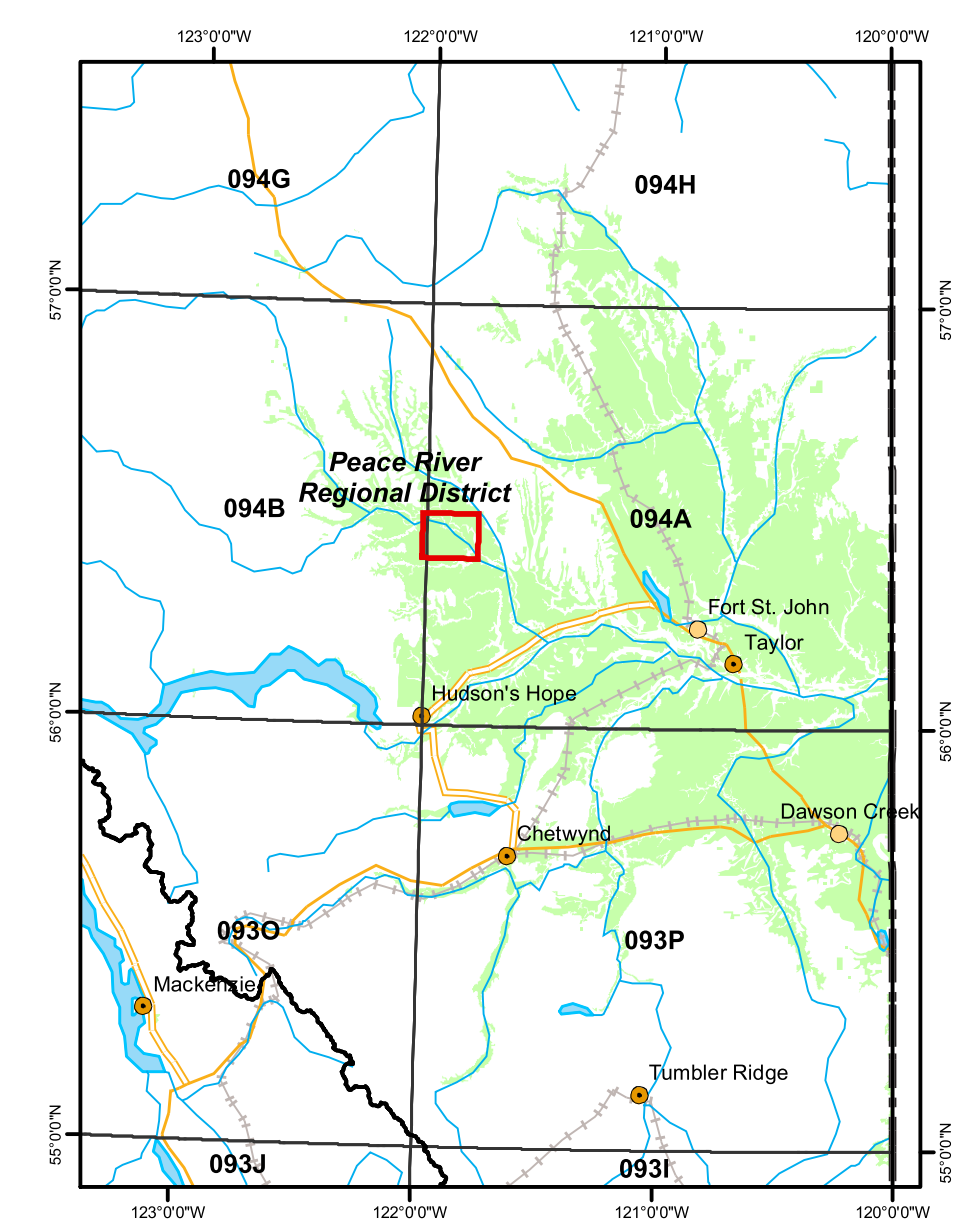 123°0'0"W
122°0'0"W
121°0'0"W
120°0'0"W
094G
094H
57°0'0"N
57°0'0"N
Peace River
Regional District
094B
094A
Fort St. John
Taylor
Hudson's Hope
56°0'0"N
56°0'0"N
Dawson Creek
Chetwynd
093O
093P
Mackenzie
Tumbler Ridge
55°0'0"N
55°0'0"N
093J
093I
123°0'0"W
122°0'0"W
121°0'0"W
120°0'0"W